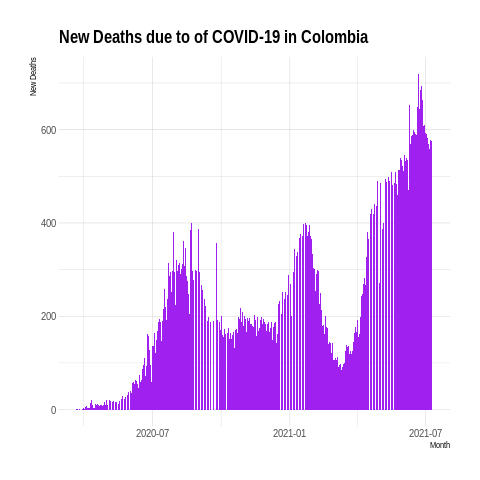 New Deaths due to of COVID-19 in Colombia
New Deaths
600
400
200
0
2020-07
2021-01
2021-07
Month